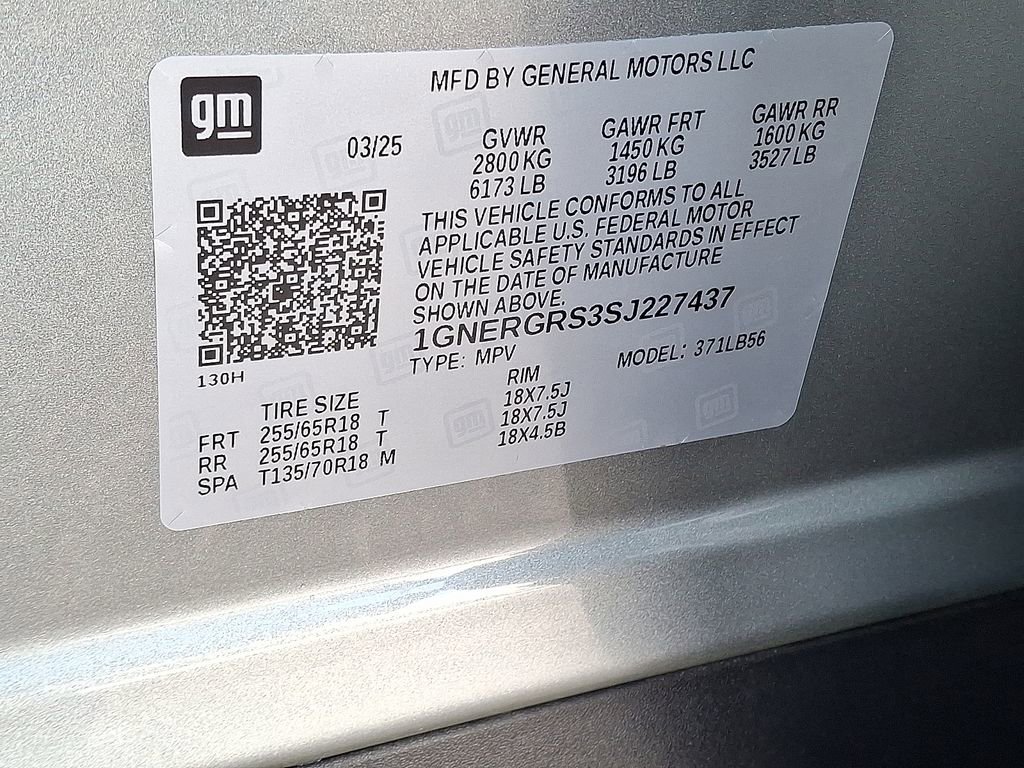 gm
MFD BY GENERAL MOTORS LLC
03/25 GVWR GAWR FRT GAWR RR
2800 KG 1450 KG 1600 KG
6173 LB 3196 LB 3527 LB
THIS VEHICLE CONFORMS TO ALL
APPLICABLE U.S. FEDERAL MOTOR
VEHICLE SAFETY STANDARDS IN EFFECT
ON THE DATE OF MANUFACTURE
SHOWN ABOVE.
1GNERGRS3SJ227437
TYPE: MPV MODEL: 371LB56
130H
TIRE SIZE RIM
FRT 255/65R18 T 18X7.5J
RR 255/65R18 T 18X7.5J
SPA T135/70R18 M 18X4.5B